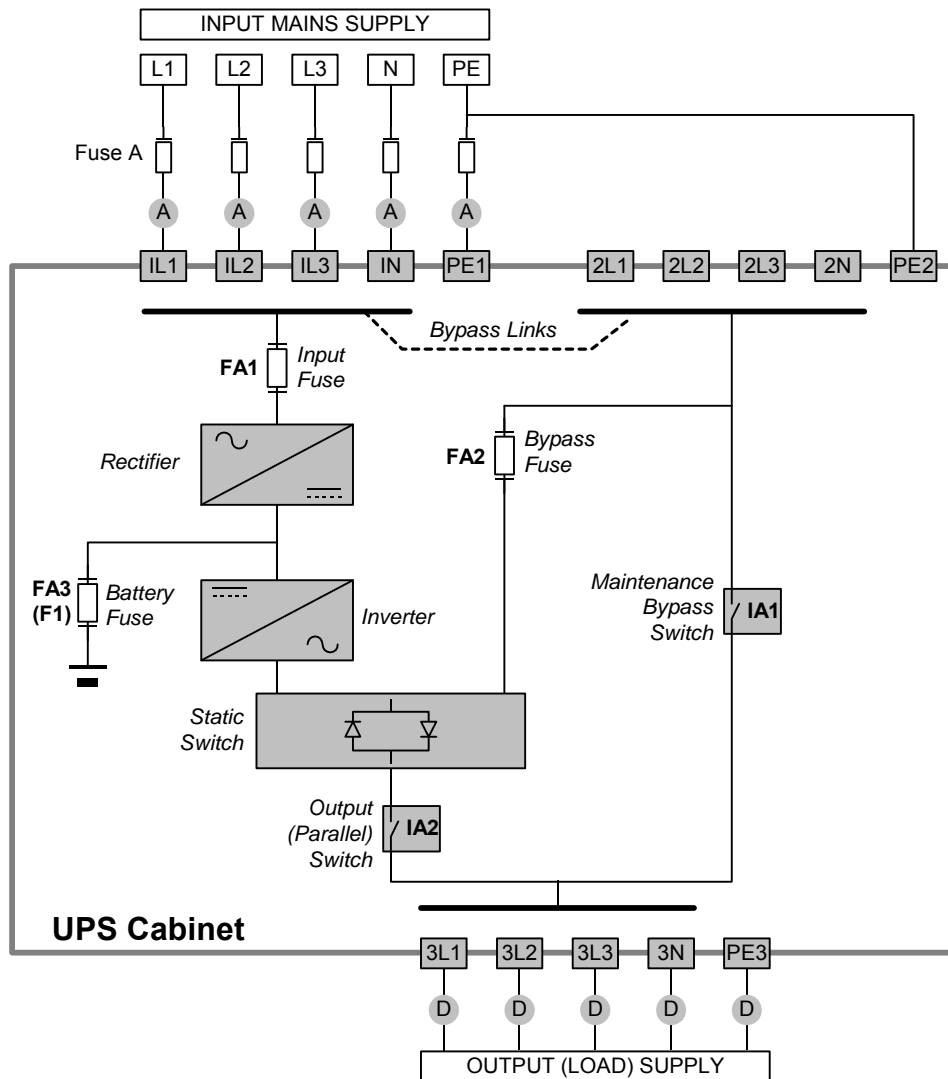 INPUT MAINS SUPPLY
L1 L2 L3 N PE
Fuse A
A A A A A
IL1 IL2 IL3 IN PE1 2L1 2L2 2L3 2N PE2
Bypass Links
FA1
Input
Fuse
Rectifier
FA2
Bypass
Fuse
FA3
(F1)
Battery
Fuse
Inverter
Maintenance
Bypass
Switch
IA1
Static
Switch
Output
(Parallel)
Switch
IA2
UPS Cabinet
3L1 3L2 3L3 3N PE3
D D D D D
OUTPUT (LOAD) SUPPLY